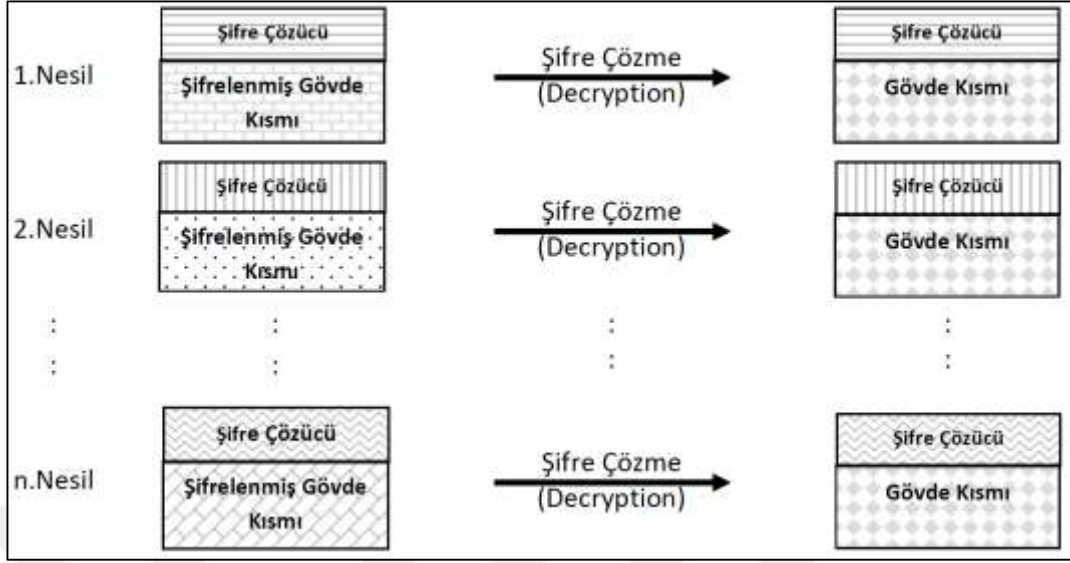 Şifre Çözücü
1.Nesil
Şifrelenmiş Gövde
Kısmı
Şifre Çözme
(Decryption)
Şifre Çözücü
Gövde Kısmı
Şifre Çözücü
2.Nesil
Şifrelenmiş Gövde
Kısmı
Şifre Çözme
(Decryption)
Şifre Çözücü
Gövde Kısmı
: : : :
: : : :
Şifre Çözücü
n.Nesil
Şifrelenmiş Gövde
Kısmı
Şifre Çözme
(Decryption)
Şifre Çözücü
Gövde Kısmı